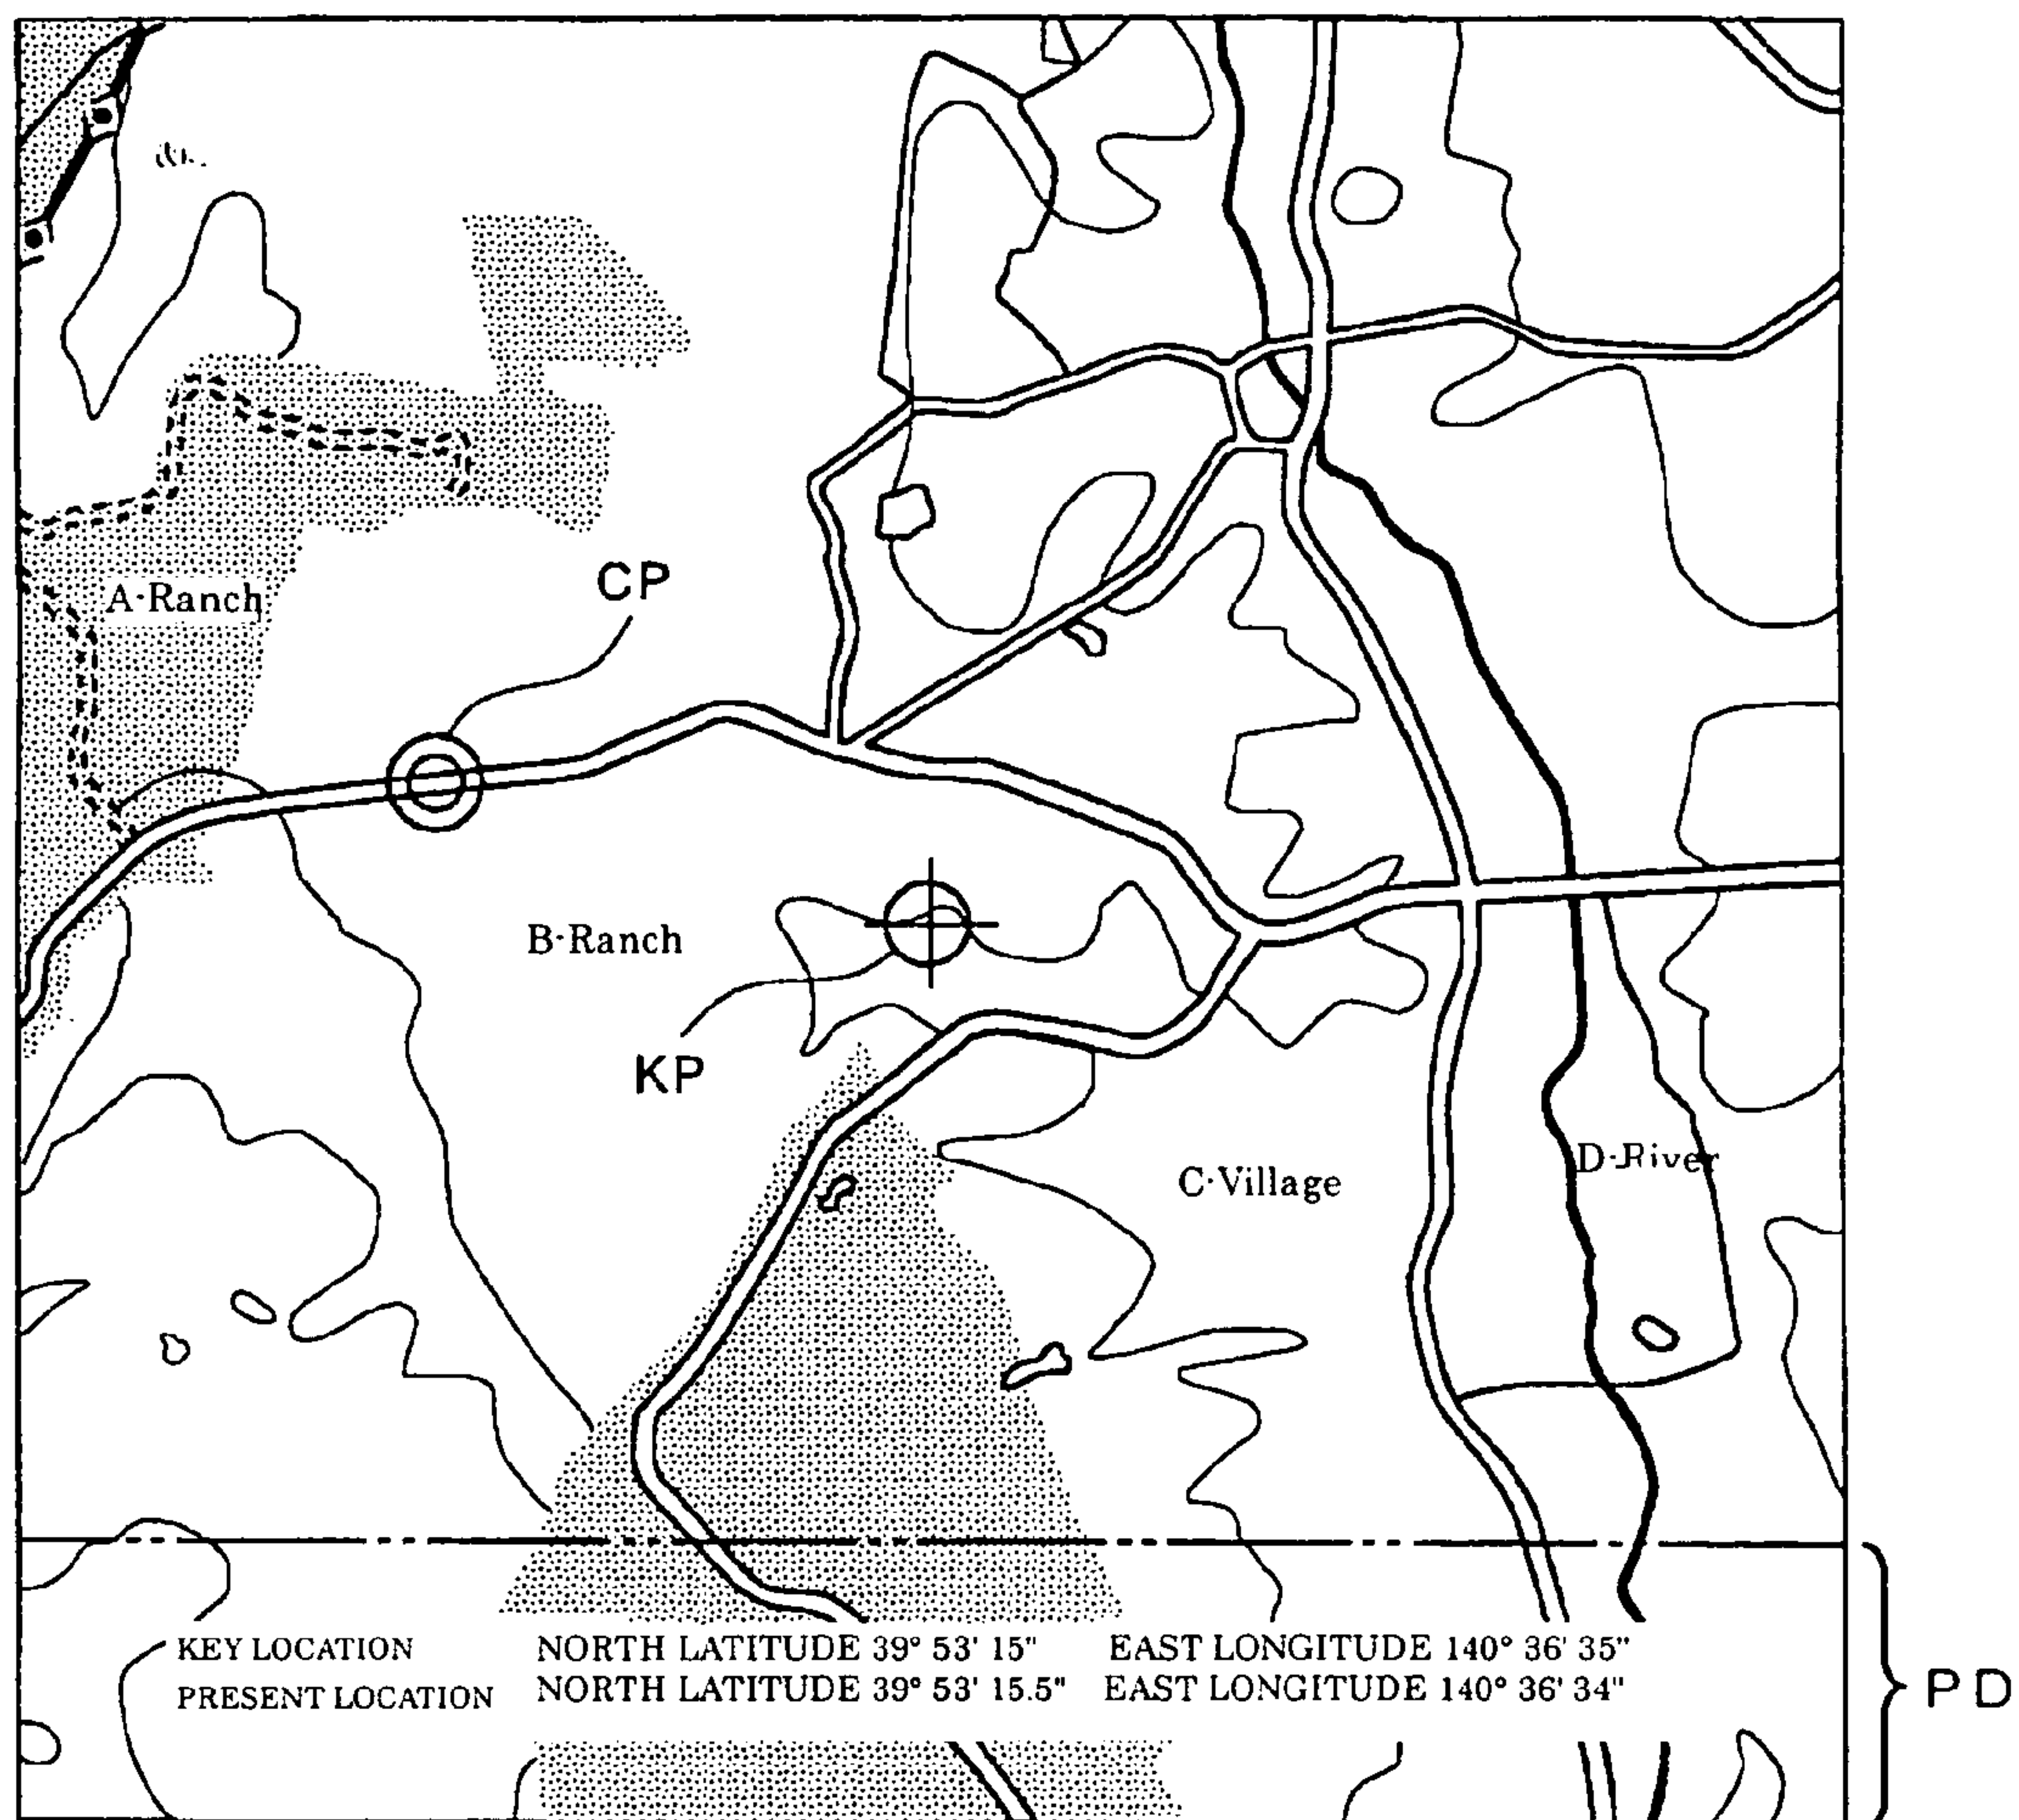 A·Ranch
CP
B·Ranch
KP
C·Village
D·River
KEY LOCATION NORTH LATITUDE 39° 53' 15" EAST LONGITUDE 140° 36' 35"
PRESENT LOCATION NORTH LATITUDE 39° 53' 15.5" EAST LONGITUDE 140° 36' 34"
PD